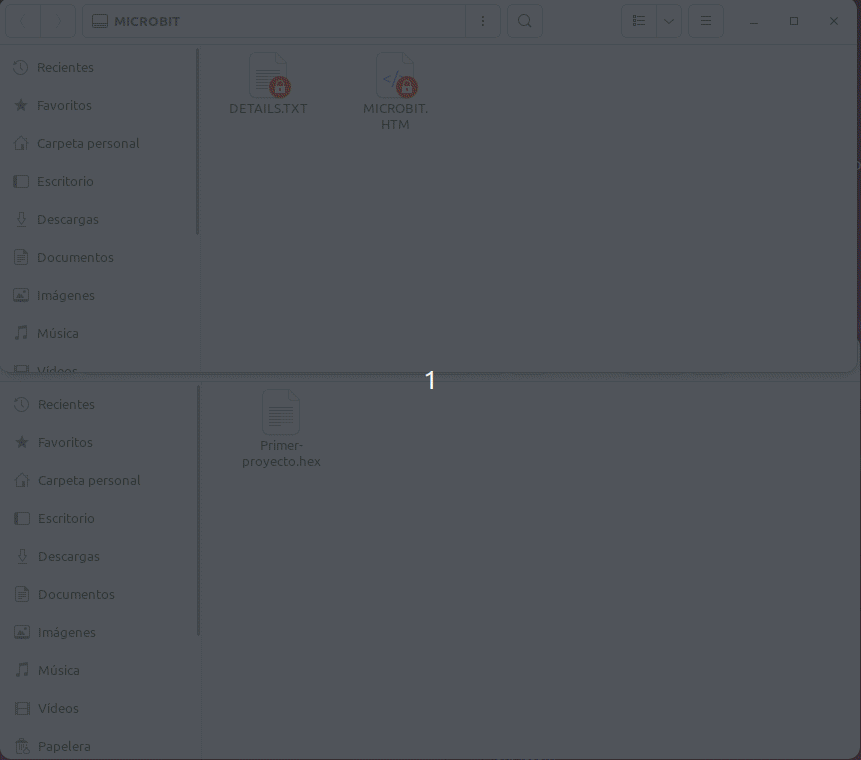 MICROBIT
Recientes
Favoritos
Carpeta personal
Escritorio
Descargas
Documentos
Imágenes
Música
Vídeos
DETAILS.TXT
MICROBIT.
HTM
1
Recientes
Favoritos
Carpeta personal
Escritorio
Descargas
Documentos
Imágenes
Música
Vídeos
Papelera
Primer-
proyecto.hex